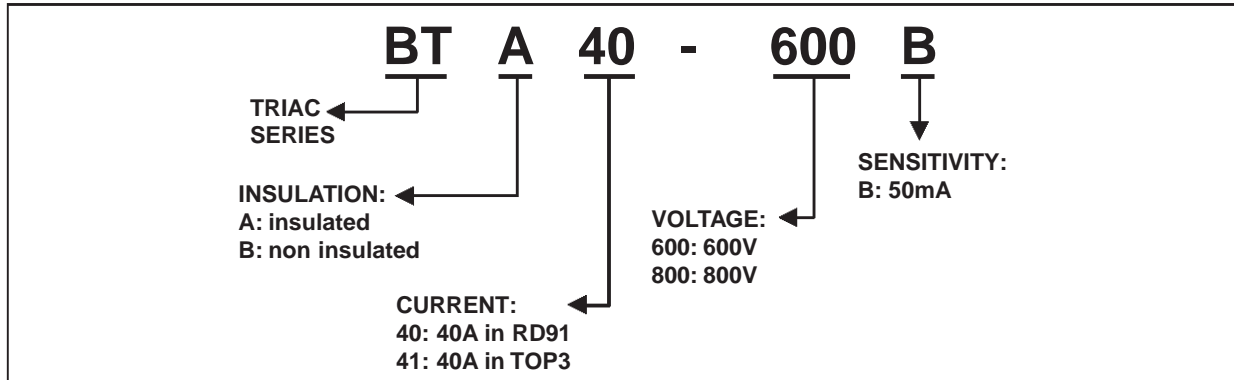 BT A 40 - 600 B
TRIAC
SERIES
INSULATION:
A: insulated
B: non insulated
CURRENT:
40: 40A in RD91
41: 40A in TOP3
VOLTAGE:
600: 600V
800: 800V
SENSITIVITY:
B: 50mA